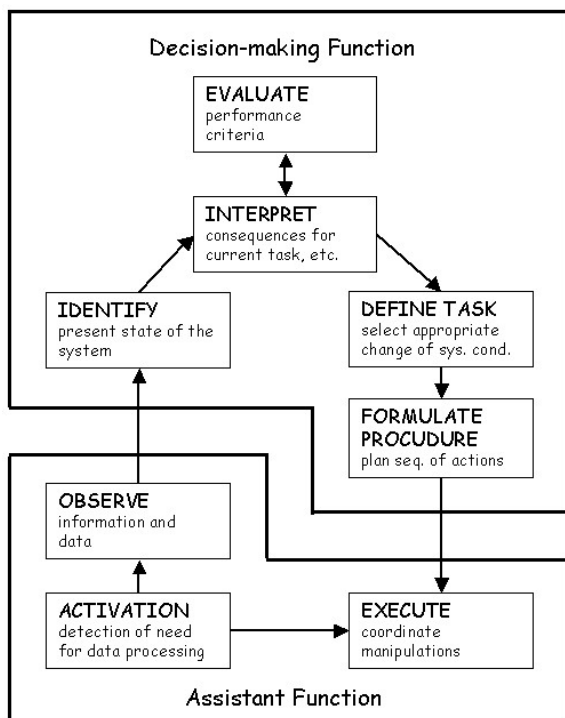 Decision-making Function
EVALUATE
performance
criteria
INTERPRET
consequences for
current task, etc.
IDENTIFY
present state of the
system
DEFINE TASK
select appropriate
change of sys. cond.
FORMULATE
PROCUDURE
plan seq. of actions
OBSERVE
information and
data
ACTIVATION
detection of need
for data processing
EXECUTE
coordinate
manipulations
Assistant Function